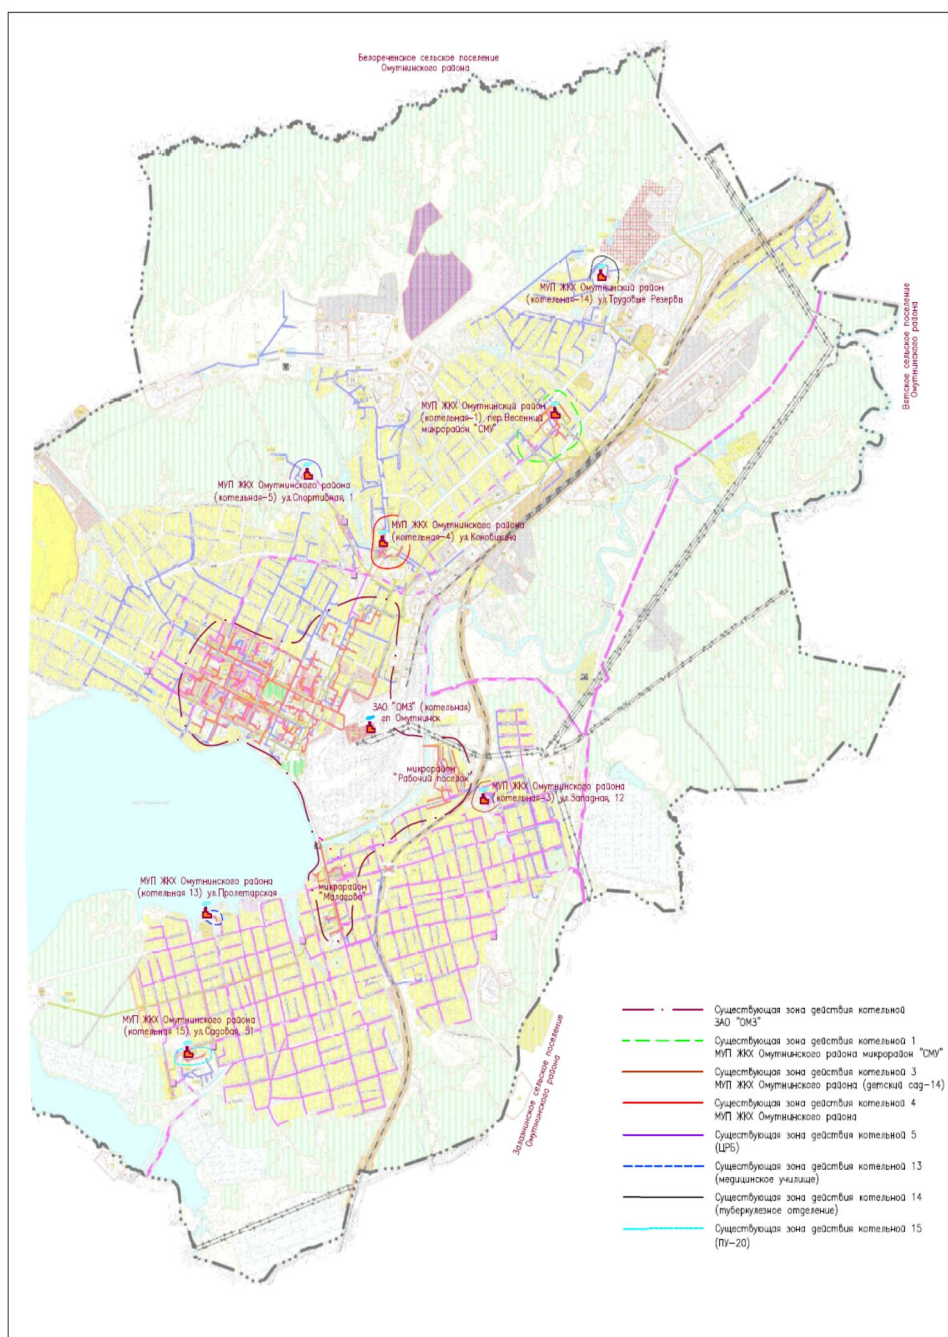 Белореченское сельское поселение
Омутнинского района
Вятское сельское поселение
Омутнинского района
МУП ЖКХ Омутнинский район
(котельная-14) ул.Трудовые Резервы
МУП ЖКХ Омутнинский район
(котельная-1) пер.Весенний
микрорайон "СМУ"
МУП ЖКХ Омутнинского района
(котельная-5) ул.Спортивная, 1
МУП ЖКХ Омутнинского района
(котельная-4) ул.Коковихина
ЗАО "ОМЗ" (котельная)
гп Омутнинск
микрорайон
"Рабочий поселок"
МУП ЖКХ Омутнинского района
(котельная-3) ул.Западная, 12
МУП ЖКХ Омутнинского района
(котельная 13) ул.Пролетарская
микрорайон
"Малагово"
МУП ЖКХ Омутнинского района
(котельная 15), ул.Садовая, 51
Залазнинское сельское поселение
Омутнинского района
Существующая зона действия котельной
ЗАО "ОМЗ"
Существующая зона действия котельной 1
МУП ЖКХ Омутнинского района микрорайон "СМУ"
Существующая зона действия котельной 3
МУП ЖКХ Омутнинского района (детский сад-14)
Существующая зона действия котельной 4
МУП ЖКХ Омутнинского района
Существующая зона действия котельной 5
(ЦРБ)
Существующая зона действия котельной 13
(медицинское училище)
Существующая зона действия котельной 14
(туберкулезное отделение)
Существующая зона действия котельной 15
(ПУ-20)